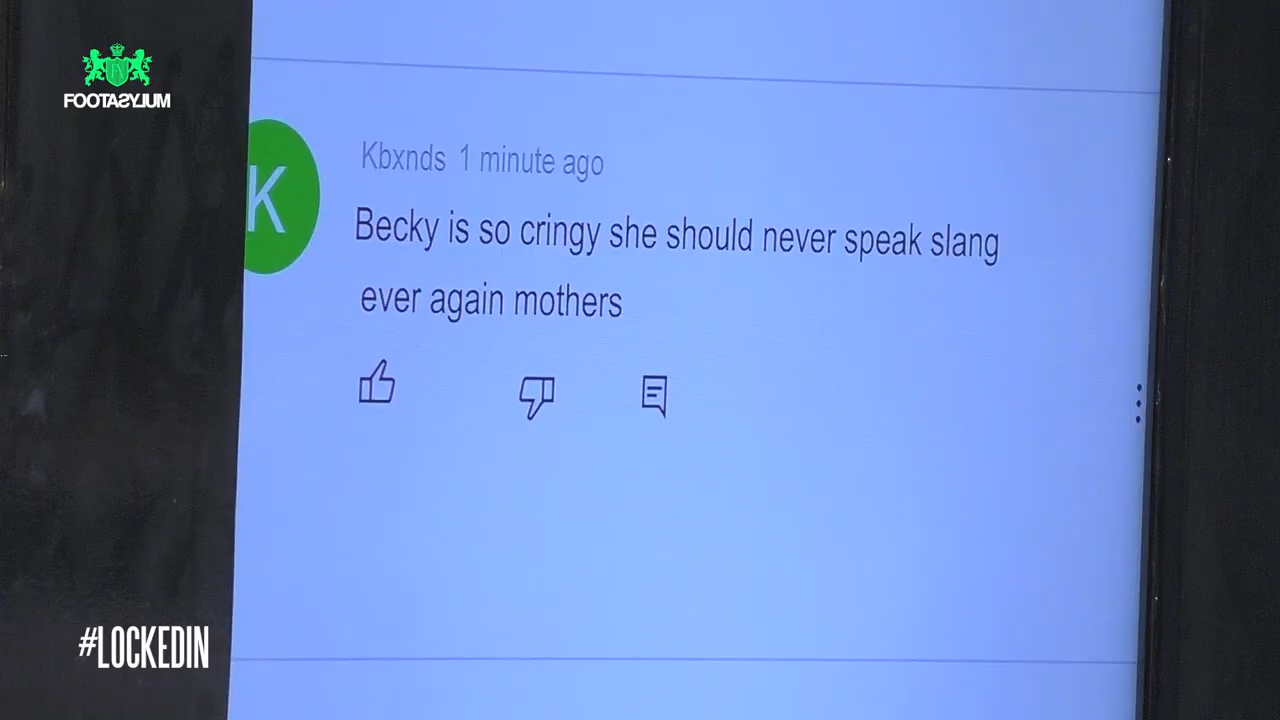 FOOTASYLUM
K
Kbxnds 1 minute ago
Becky is so cringy she should never speak slang
ever again mothers
#LOCKEDIN